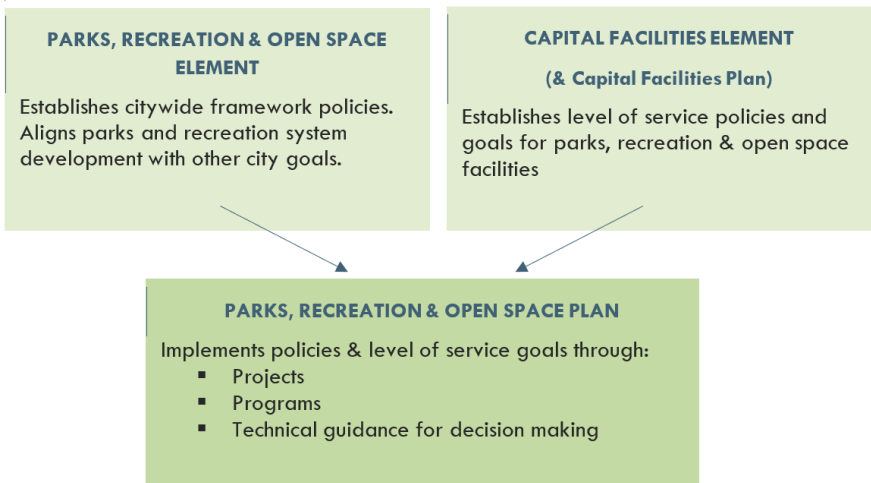 PARKS, RECREATION & OPEN SPACE
ELEMENT
Establishes citywide framework policies.
Aligns parks and recreation system
development with other city goals.
CAPITAL FACILITIES ELEMENT
(& Capital Facilities Plan)
Establishes level of service policies and
goals for parks, recreation & open space
facilities
PARKS, RECREATION & OPEN SPACE PLAN
Implements policies & level of service goals through:
▪ Projects
▪ Programs
▪ Technical guidance for decision making